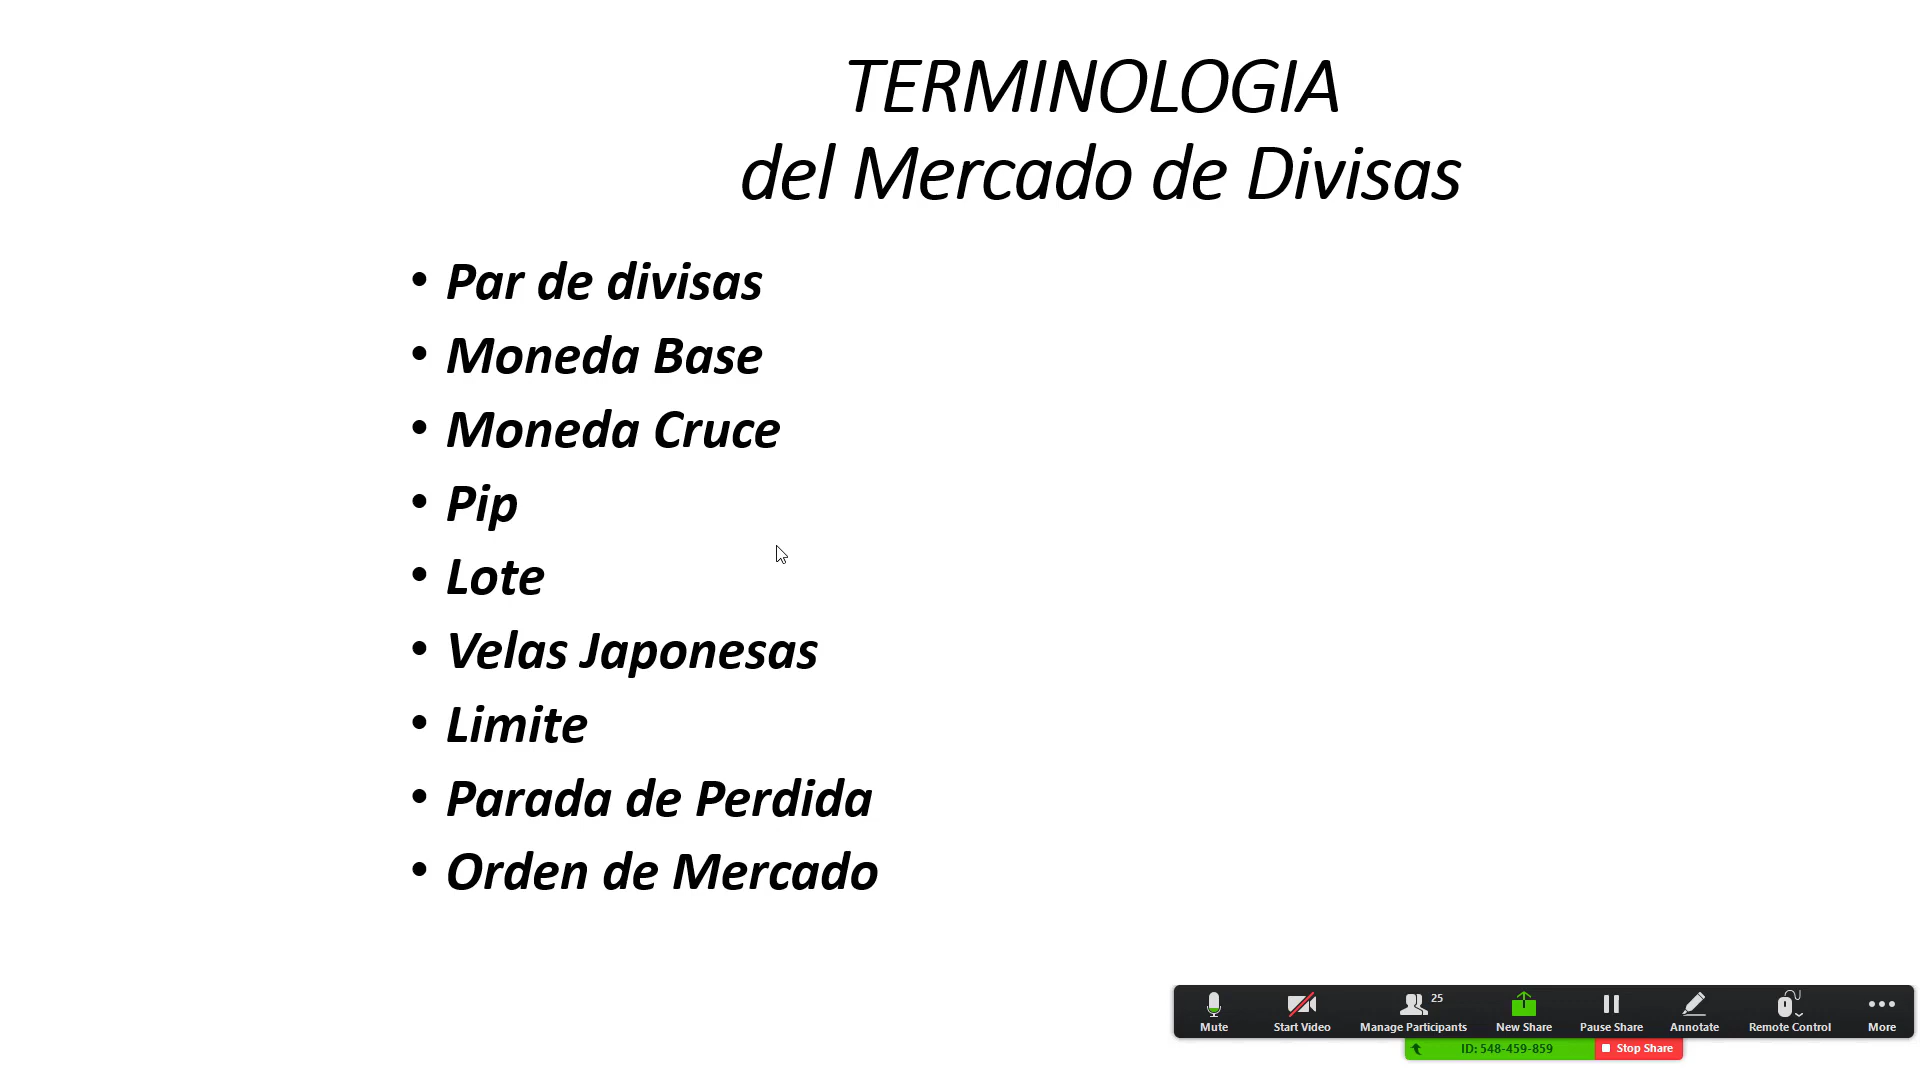 TERMINOLOGIA
del Mercado de Divisas
• Par de divisas
• Moneda Base
• Moneda Cruce
• Pip
• Lote
• Velas Japonesas
• Limite
• Parada de Perdida
• Orden de Mercado
25
Mute Start Video Manage Participants New Share Pause Share Annotate Remote Control More
ID: 548-459-859 Stop Share